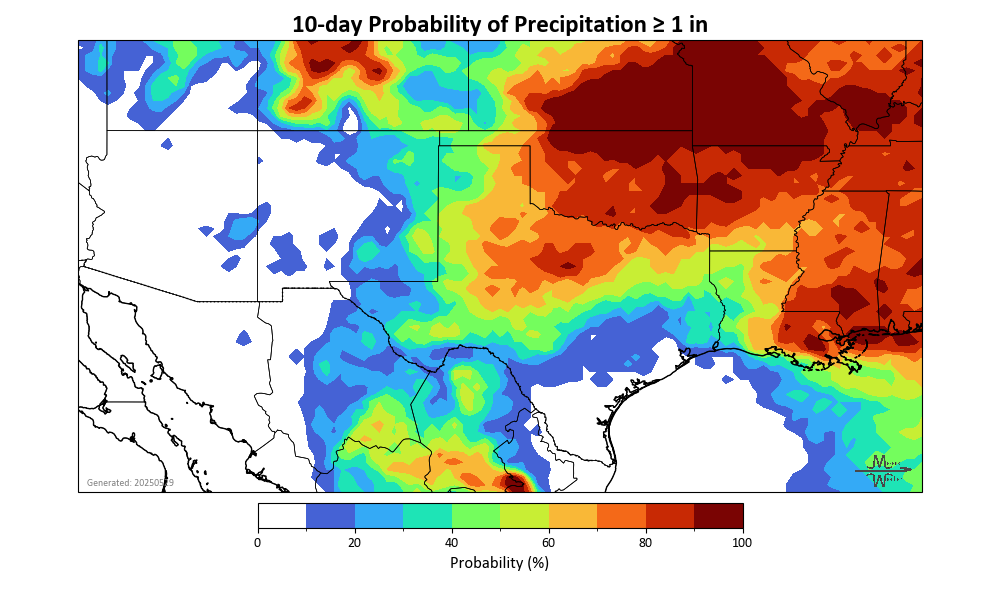 10-day Probability of Precipitation ≥ 1 in
Generated: 20250529
0 20 40 60 80 100
Probability (%)